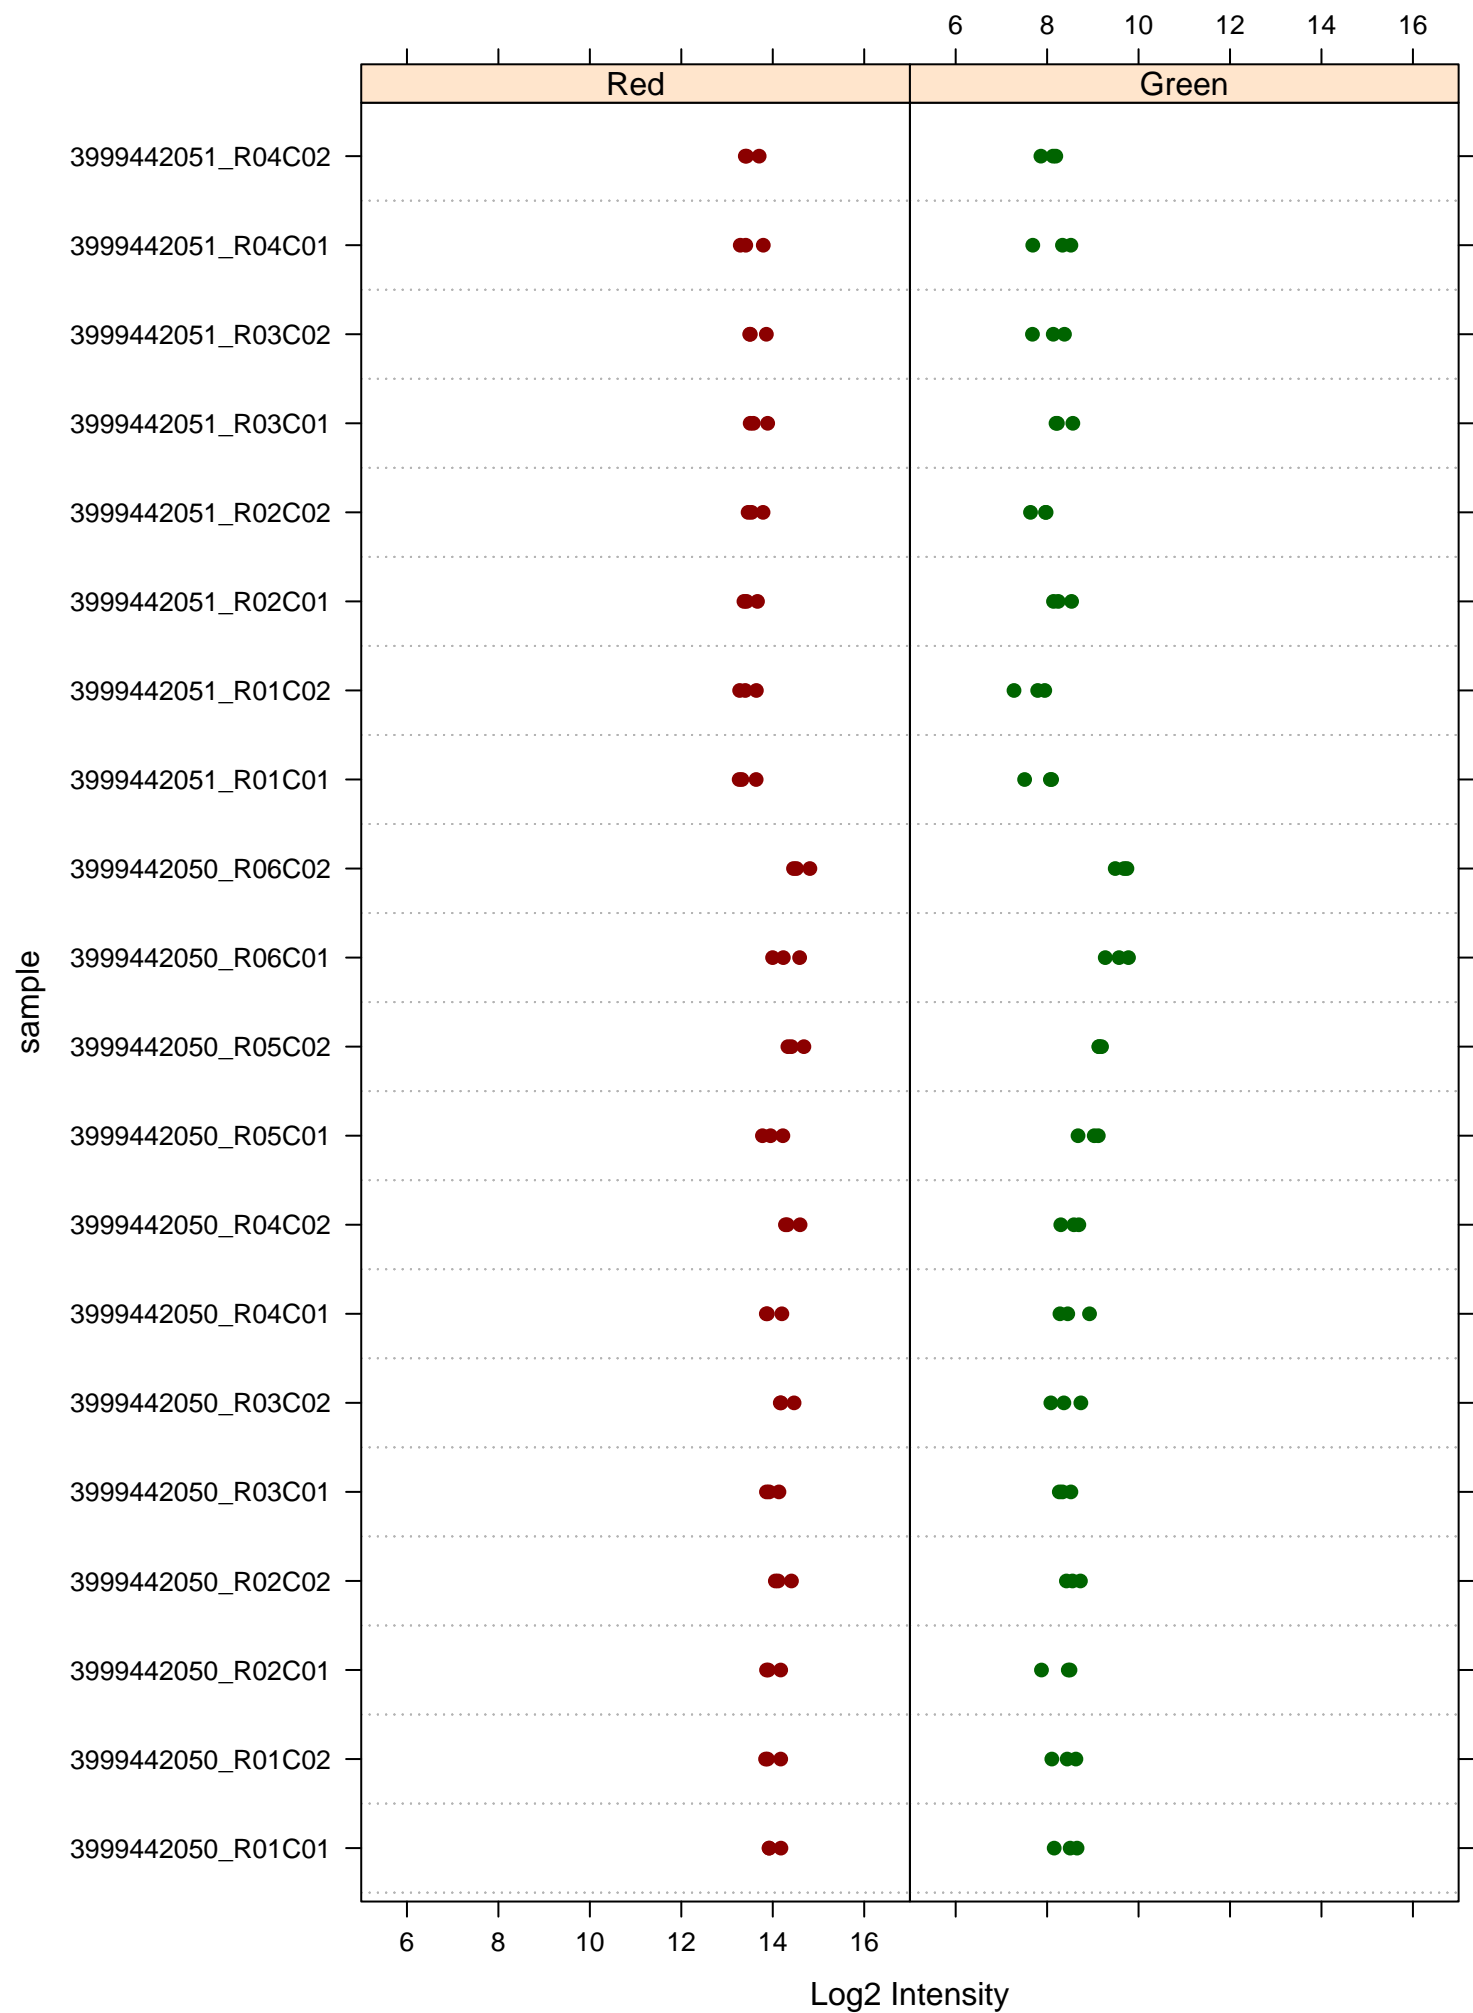 6 8 10 12 14 16
Red Green
3999442051_R04C02
3999442051_R04C01
3999442051_R03C02
3999442051_R03C01
3999442051_R02C02
3999442051_R02C01
3999442051_R01C02
3999442051_R01C01
3999442050_R06C02
3999442050_R06C01
3999442050_R05C02
3999442050_R05C01
3999442050_R04C02
3999442050_R04C01
3999442050_R03C02
3999442050_R03C01
3999442050_R02C02
3999442050_R02C01
3999442050_R01C02
3999442050_R01C01
sample
6 8 10 12 14 16
Log2 Intensity